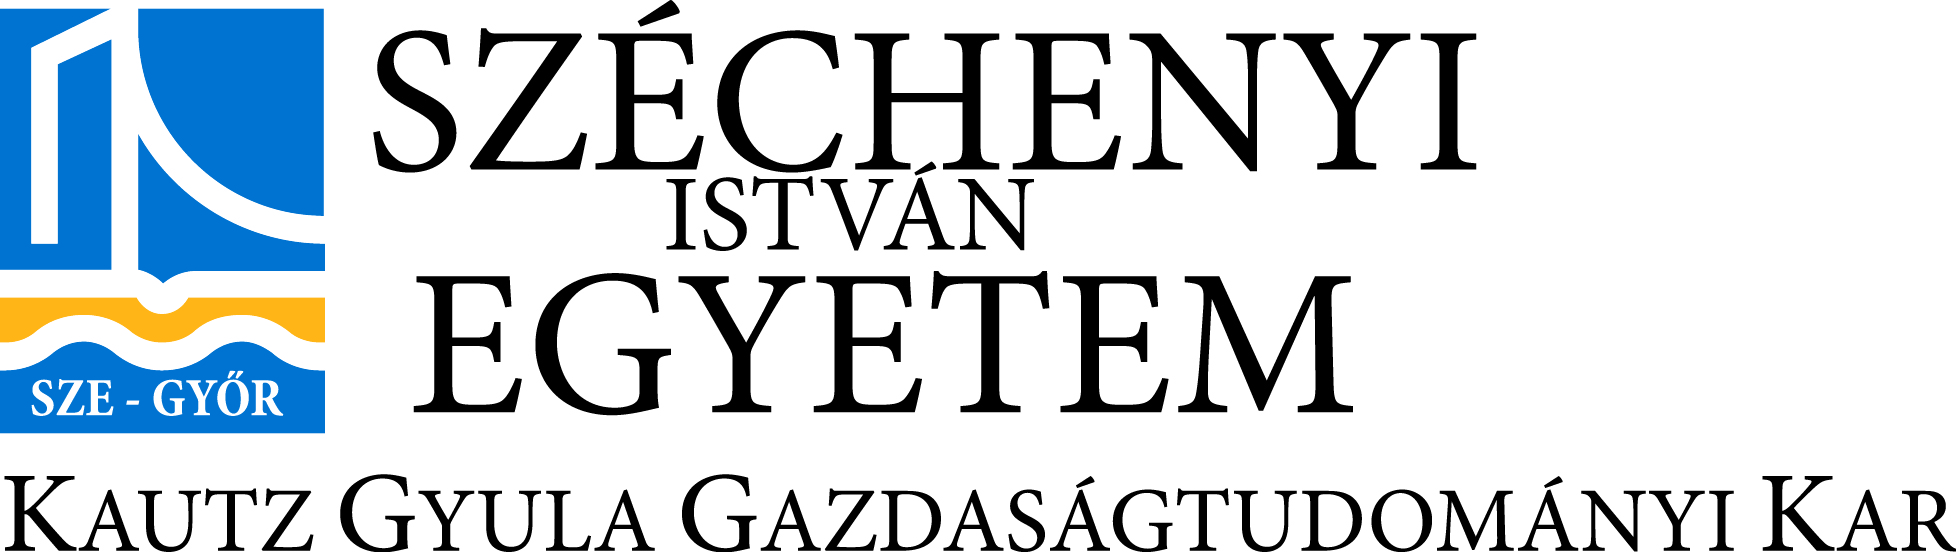 SZÉCHENYI
ISTVÁN
EGYETEM
SZE - GYŐR
KAUTZ GYULA GAZDASÁGTUDOMÁNYI KAR